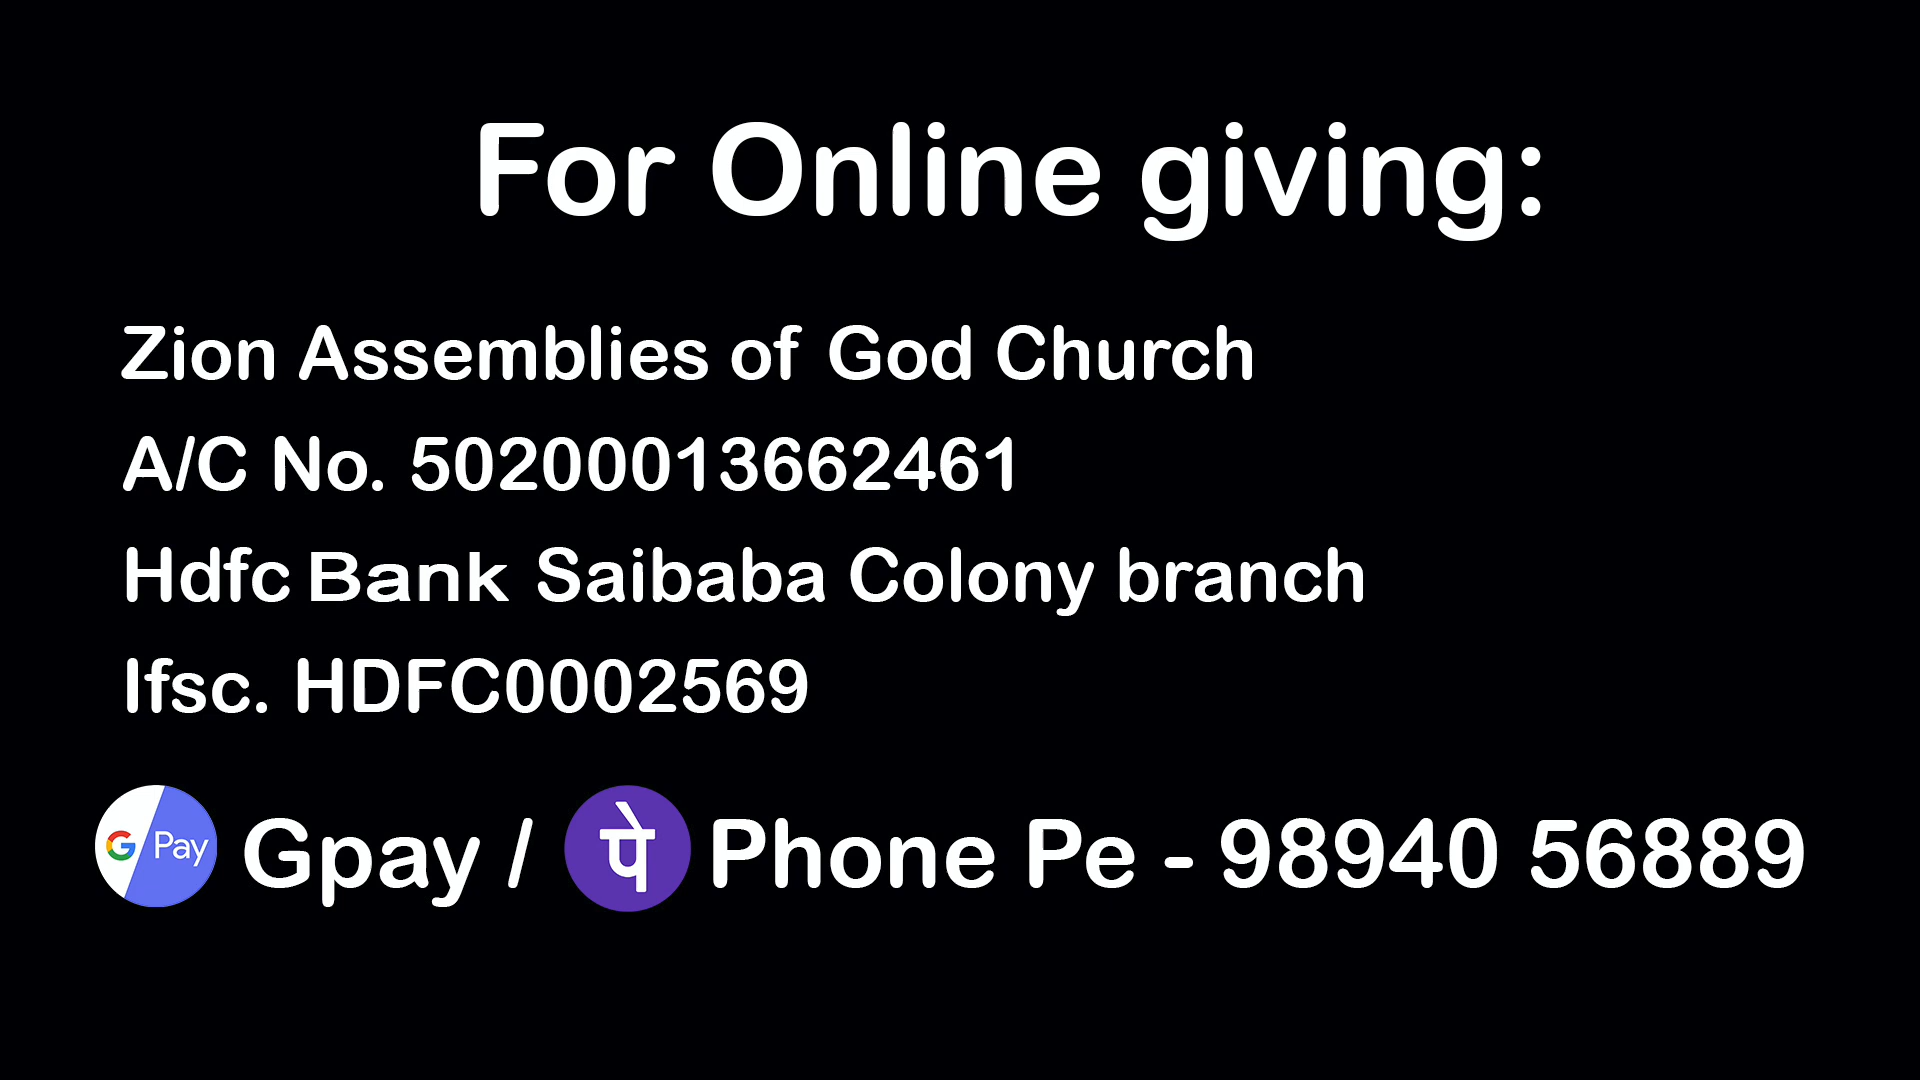 For Online giving:
Zion Assemblies of God Church
A/C No. 50200013662461
Hdfc Bank Saibaba Colony branch
Ifsc. HDFC0002569
G Pay Gpay / पे Phone Pe - 98940 56889